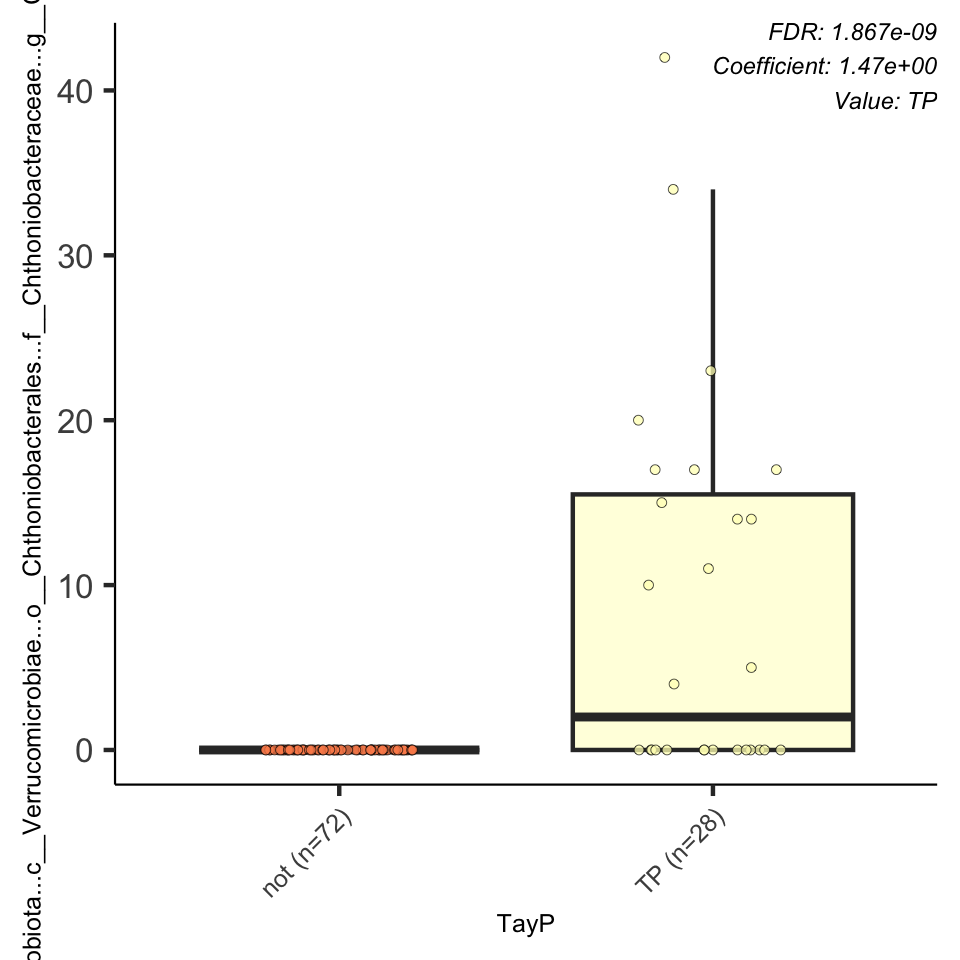 FDR: 1.867e-09
Coefficient: 1.47e+00
Value: TP
obiota...c__Verrucomicrobiae...o__Chthoniobacterales...f__Chthoniobacteraceae...g__
40
30
20
10
0
not (n=72)
TP (n=28)
TayP